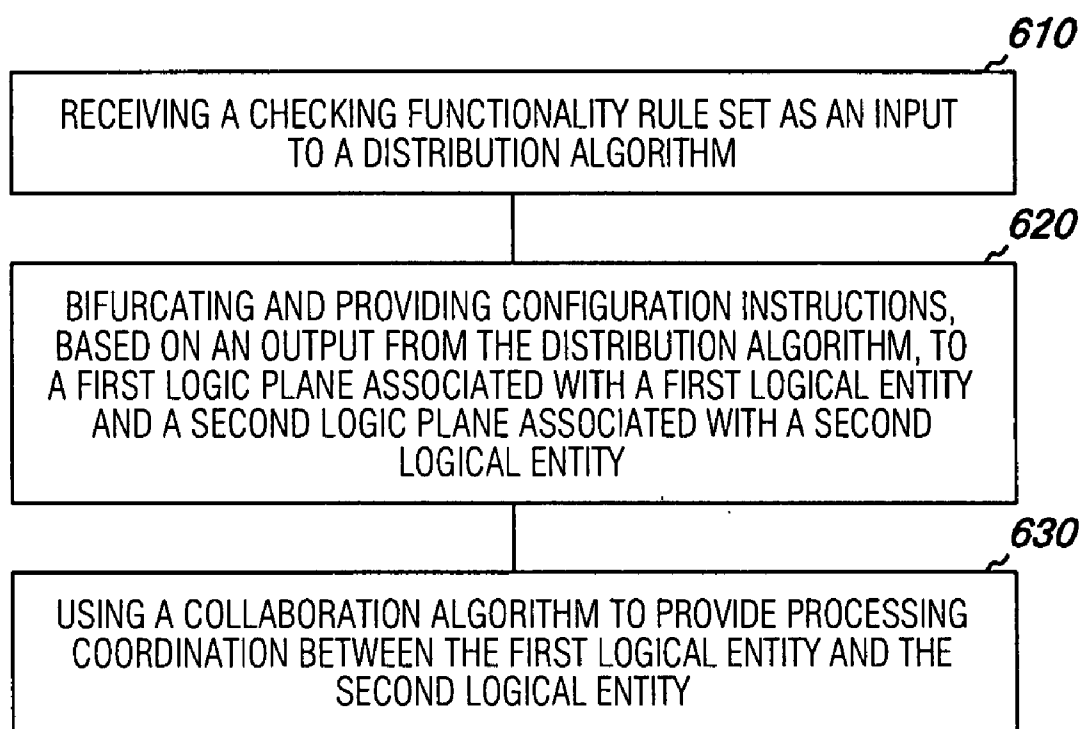 610
RECEIVING A CHECKING FUNCTIONALITY RULE SET AS AN INPUT
TO A DISTRIBUTION ALGORITHM
620
BIFURCATING AND PROVIDING CONFIGURATION INSTRUCTIONS,
BASED ON AN OUTPUT FROM THE DISTRIBUTION ALGORITHM, TO
A FIRST LOGIC PLANE ASSOCIATED WITH A FIRST LOGICAL ENTITY
AND A SECOND LOGIC PLANE ASSOCIATED WITH A SECOND
LOGICAL ENTITY
630
USING A COLLABORATION ALGORITHM TO PROVIDE PROCESSING
COORDINATION BETWEEN THE FIRST LOGICAL ENTITY AND THE
SECOND LOGICAL ENTITY